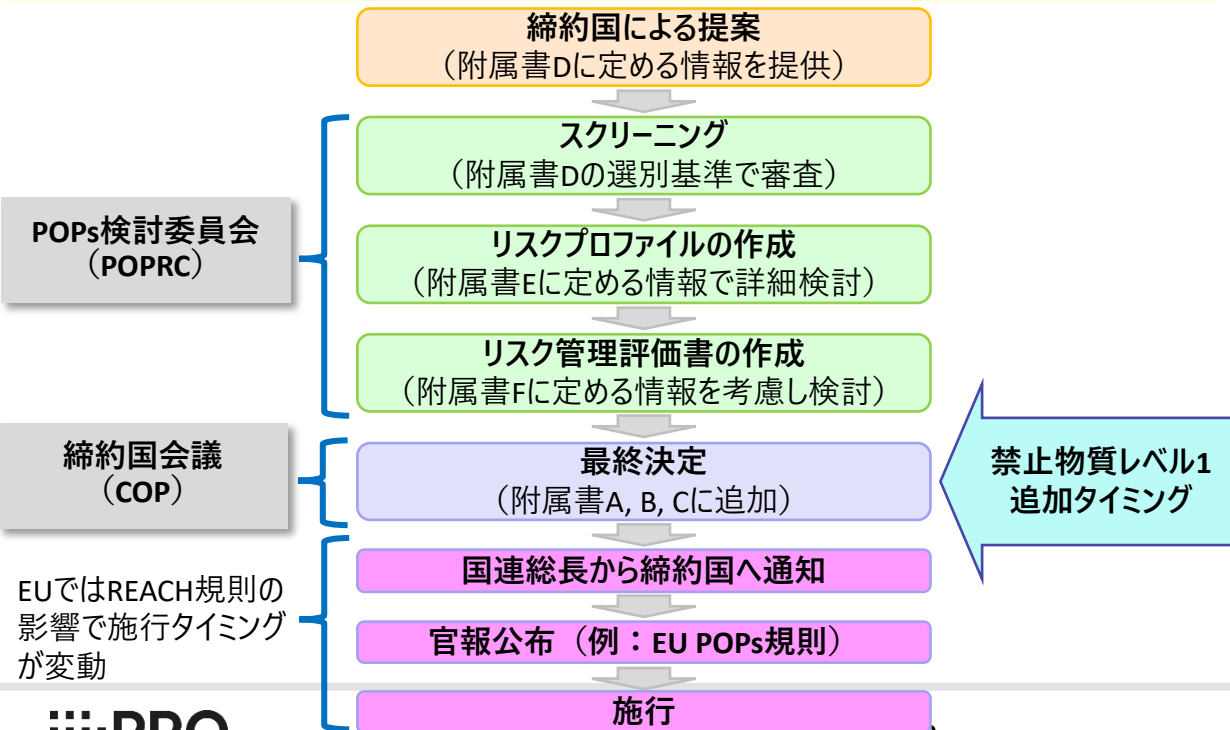 締約国による提案
（附属書Dに定める情報を提供）
スクリーニング
（附属書Dの選別基準で審査）
POPs検討委員会
（POPRC）
リスクプロファイルの作成
（附属書Eに定める情報で詳細検討）
リスク管理評価書の作成
（附属書Fに定める情報を考慮し検討）
締約国会議
（COP）
最終決定
（附属書A, B, Cに追加）
禁止物質レベル1
追加タイミング
国連総長から締約国へ通知
EUではREACH規則の
影響で施行タイミング
が変動
官報公布（例：EU POPs規則）
施行